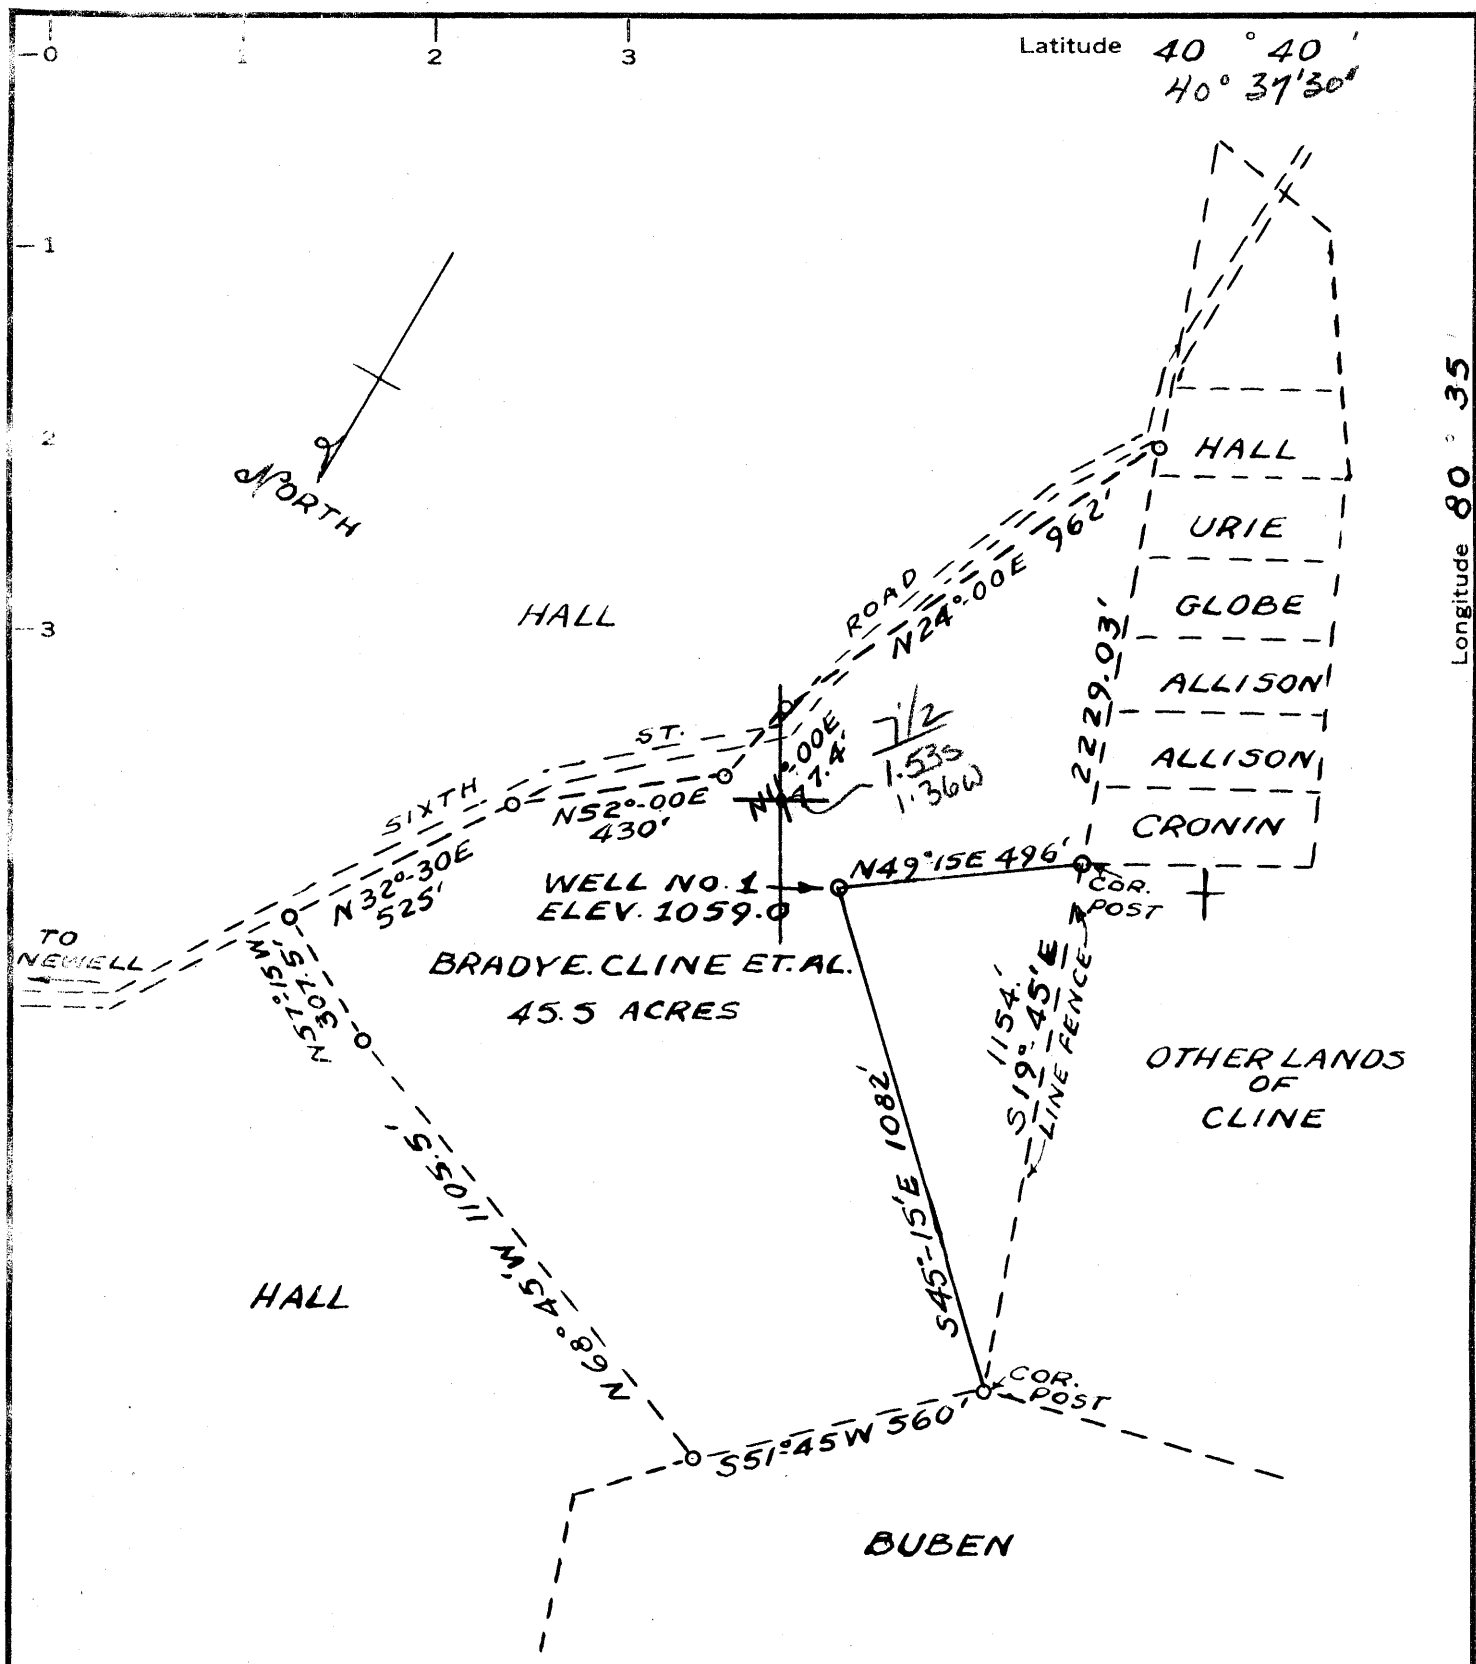 0
1
2
3
Latitude 40 ° 40 '
40° 37'30"
1
2
3
Longitude 80 ° 35
NORTH
HALL
HALL
URIE
GLOBE
ALLISON
ALLISON
CRONIN
ROAD
N24°-00E 962'
2229.03'
ST.
SIXTH
7 1/2
1.53S
1.36W
N52°-00E
430'
N32°-30E
525'
WELL NO. 1
ELEV. 1059.0
N49°15E 496'
COR.
POST
TO
NEWELL
BRADY E. CLINE ET. AL.
45.5 ACRES
N57°-15W
307.5'
1154.'
S19°-45'E
LINE FENCE
OTHER LANDS
OF
CLINE
S45°-15'E 1082'
N68°45'W 1105.5'
HALL
COR.
POST
S51°45W 560'
BUBEN